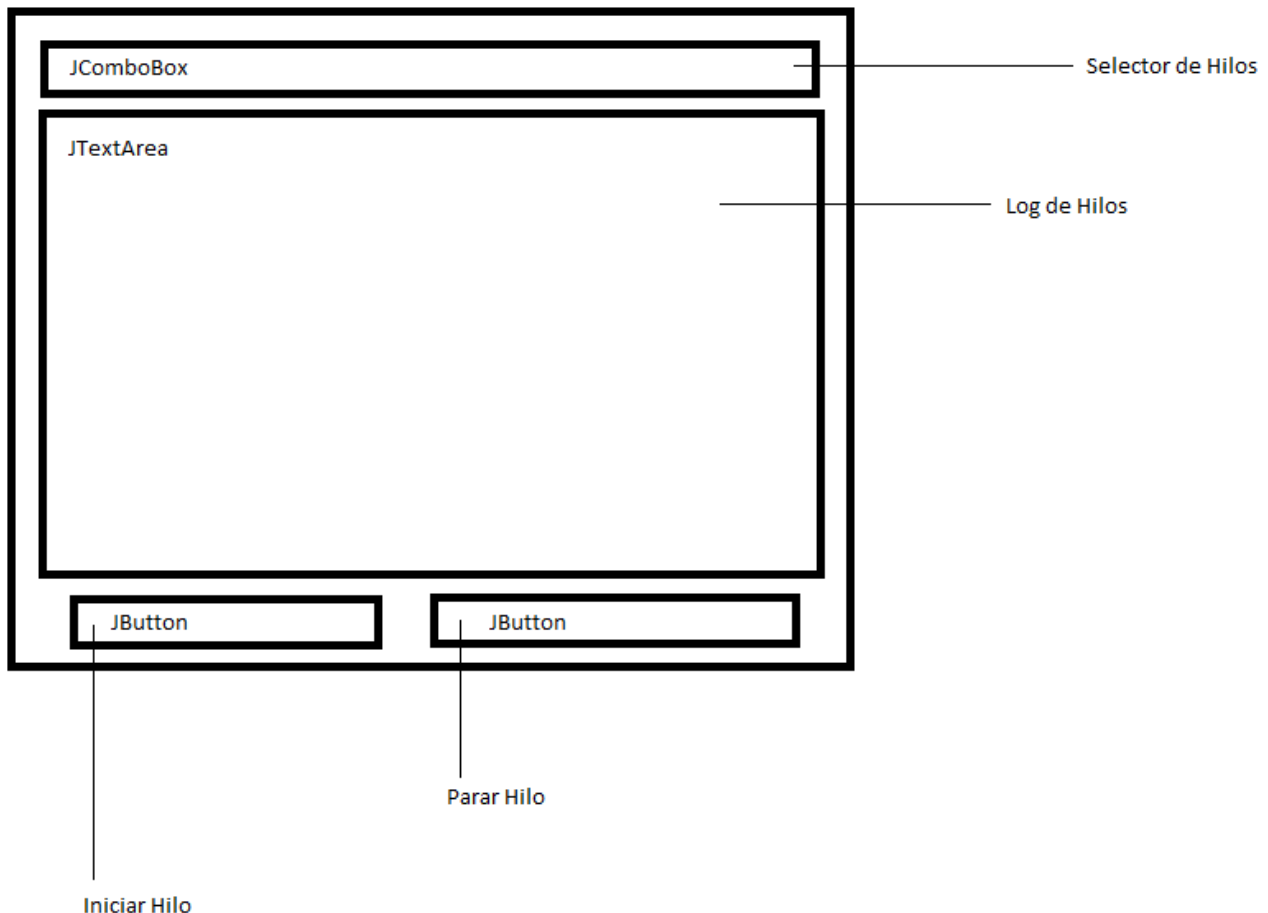 JComboBox
Selector de Hilos
JTextArea
Log de Hilos
JButton
JButton
Parar Hilo
Iniciar Hilo